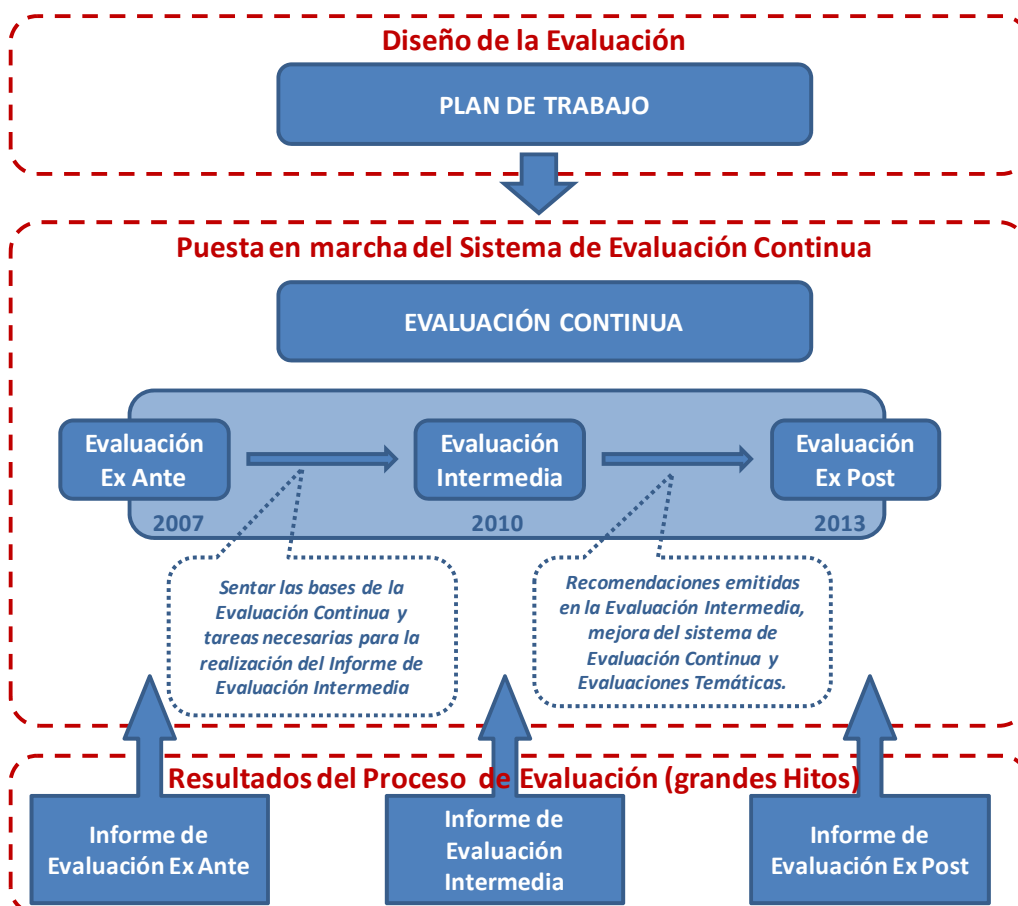 Diseño de la Evaluación
PLAN DE TRABAJO
Puesta en marcha del Sistema de Evaluación Continua
EVALUACIÓN CONTINUA
Evaluación
Ex Ante
Evaluación
Intermedia
Evaluación
Ex Post
2007
2010
2013
Sentar las bases de la
Evaluación Continua y
tareas necesarias para la
realización del Informe de
Evaluación Intermedia
Recomendaciones emitidas
en la Evaluación Intermedia,
mejora del sistema de
Evaluación Continua y
Evaluaciones Temáticas.
Resultados del Proceso de Evaluación (grandes Hitos)
Informe de
Evaluación Ex Ante
Informe de
Evaluación
Intermedia
Informe de
Evaluación Ex Post